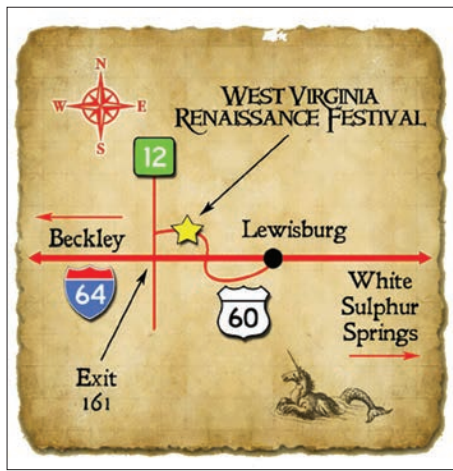 N
W E
S
WEST VIRGINIA
RENAISSANCE FESTIVAL
12
Beckley
Lewisburg
64
60
White
Sulphur
Springs
Exit
161